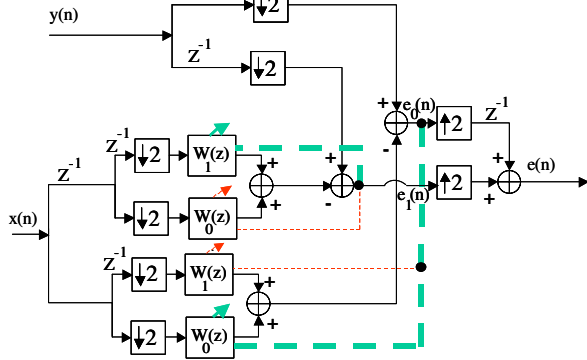 ↓2
y(n)
Z⁻¹
↓2
+
e₀(n)
↑2
Z⁻¹
-
Z⁻¹
↓2
W₁(z)
+
+
+
e(n)
Z⁻¹
+
-
e₁(n)
↑2
+
x(n)
↓2
W₀(z)
Z⁻¹
↓2
W₁(z)
+
+
↓2
W₀(z)